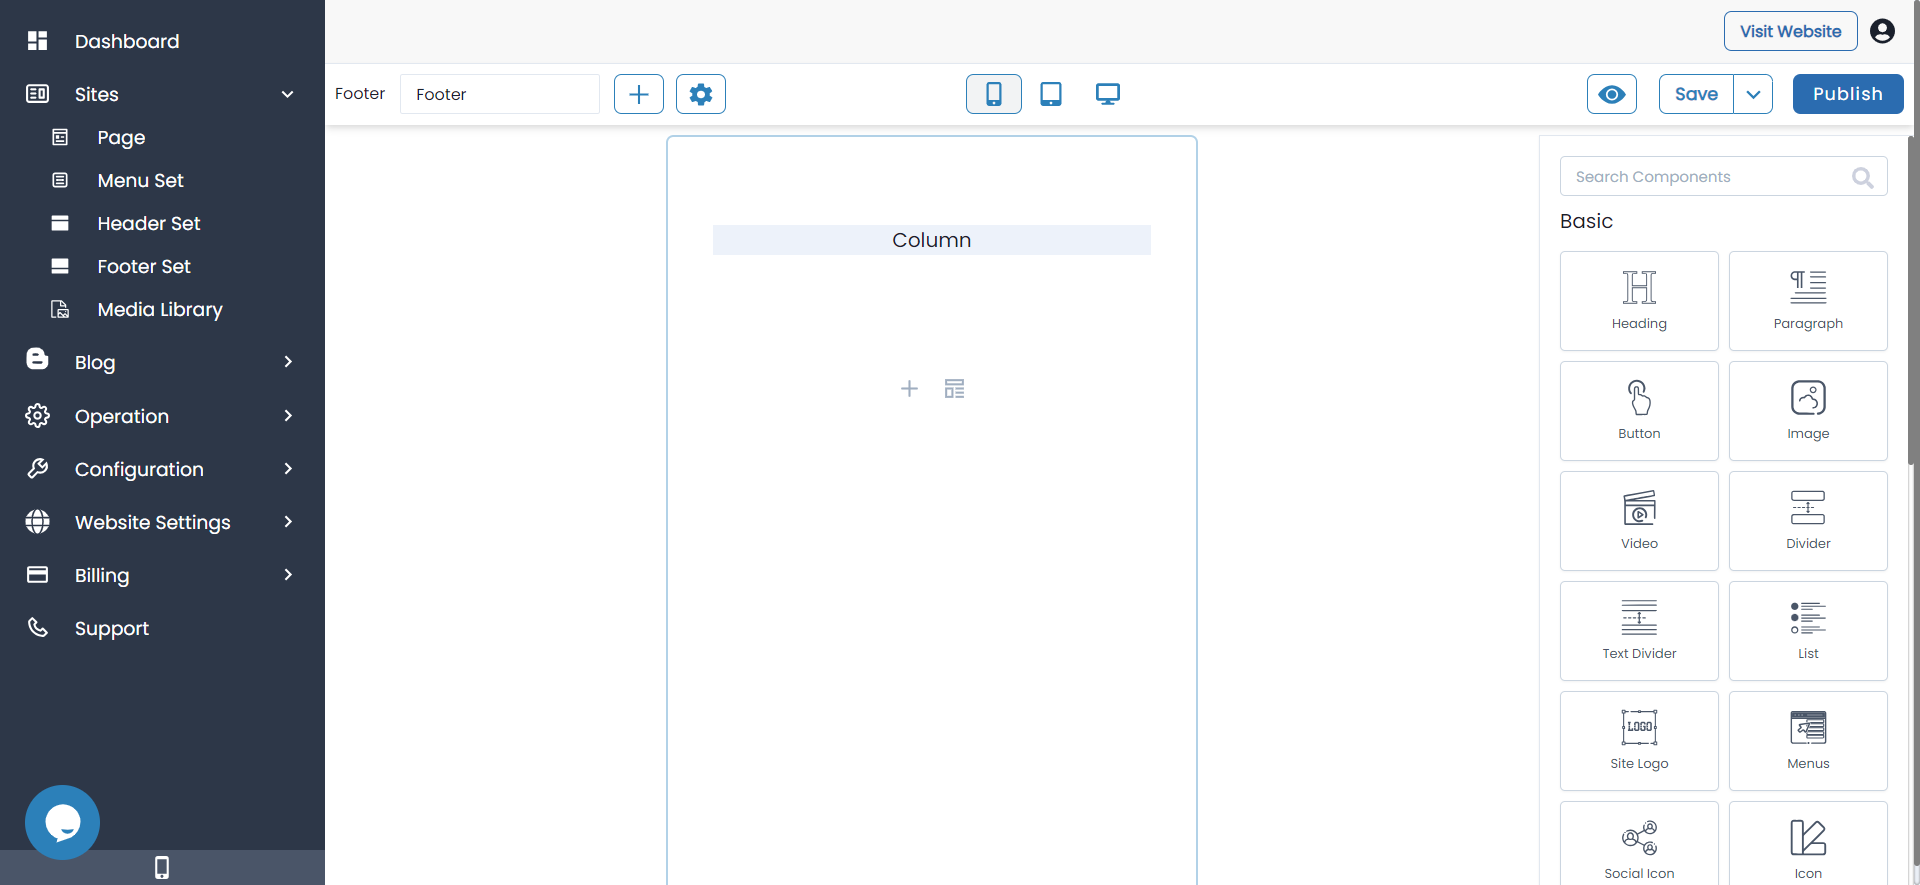 Dashboard
Sites
Page
Menu Set
Header Set
Footer Set
Media Library
Blog
Operation
Configuration
Website Settings
Billing
Support
Visit Website
Footer
Footer
Save
Publish
Column
Search Components
Basic
Heading
Paragraph
Button
Image
Video
Divider
Text Divider
List
LOGO
Site Logo
Menus
Social Icon
Icon